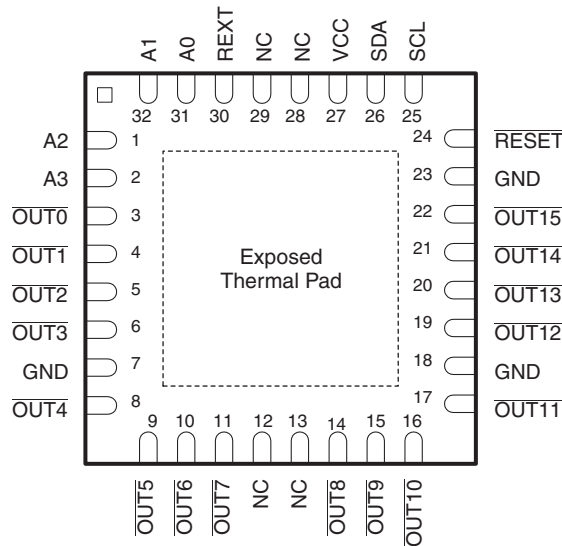 A1 A0 REXT NC NC VCC SDA SCL
32 31 30 29 28 27 26 25
A2 1 24 RESET
A3 2 23 GND
OUT0 3 22 OUT15
OUT1 4 21 OUT14
OUT2 5 20 OUT13
OUT3 6 19 OUT12
GND 7 18 GND
OUT4 8 17 OUT11
Exposed
Thermal Pad
9 10 11 12 13 14 15 16
OUT5 OUT6 OUT7 NC NC OUT8 OUT9 OUT10